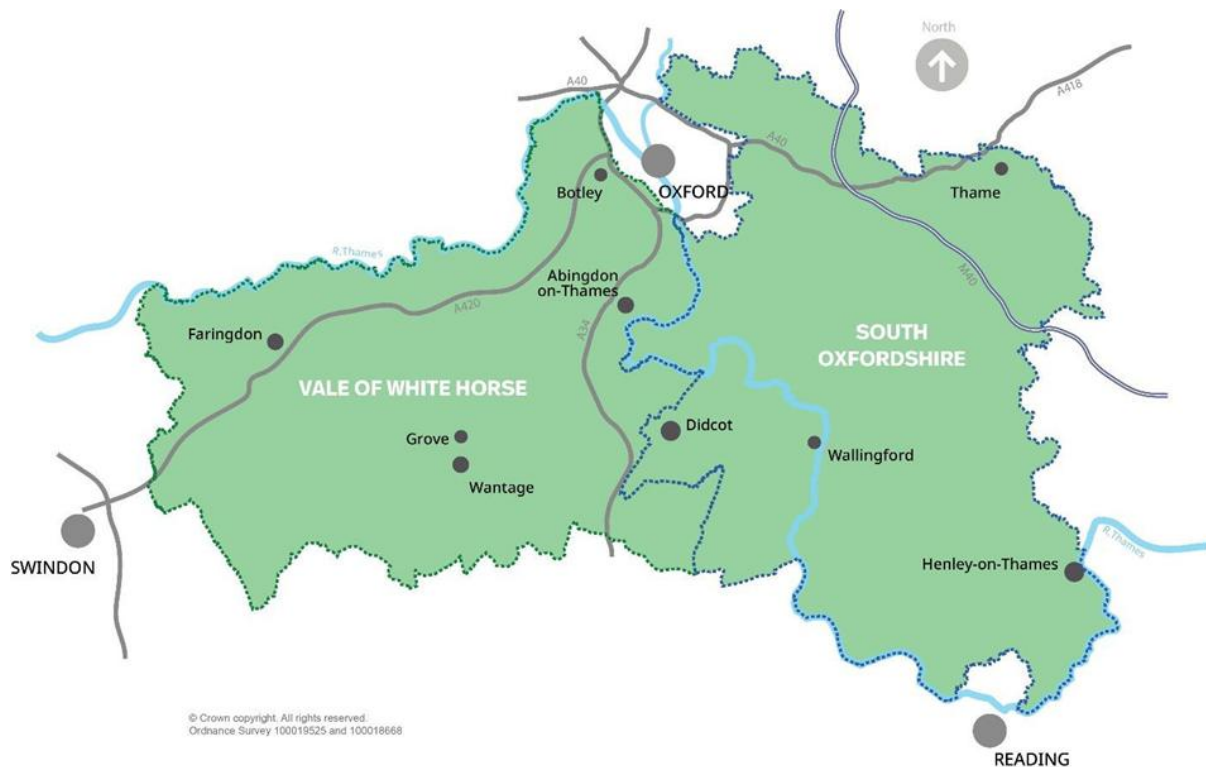 North
A40
A418
A40
OXFORD
Botley
Thame
R.Thames
Abingdon
on-Thames
M40
A420
A34
Faringdon
SOUTH
OXFORDSHIRE
VALE OF WHITE HORSE
Didcot
Grove
Wallingford
Wantage
R.Thames
SWINDON
Henley-on-Thames
© Crown copyright. All rights reserved.
Ordnance Survey 100019525 and 100018668
READING